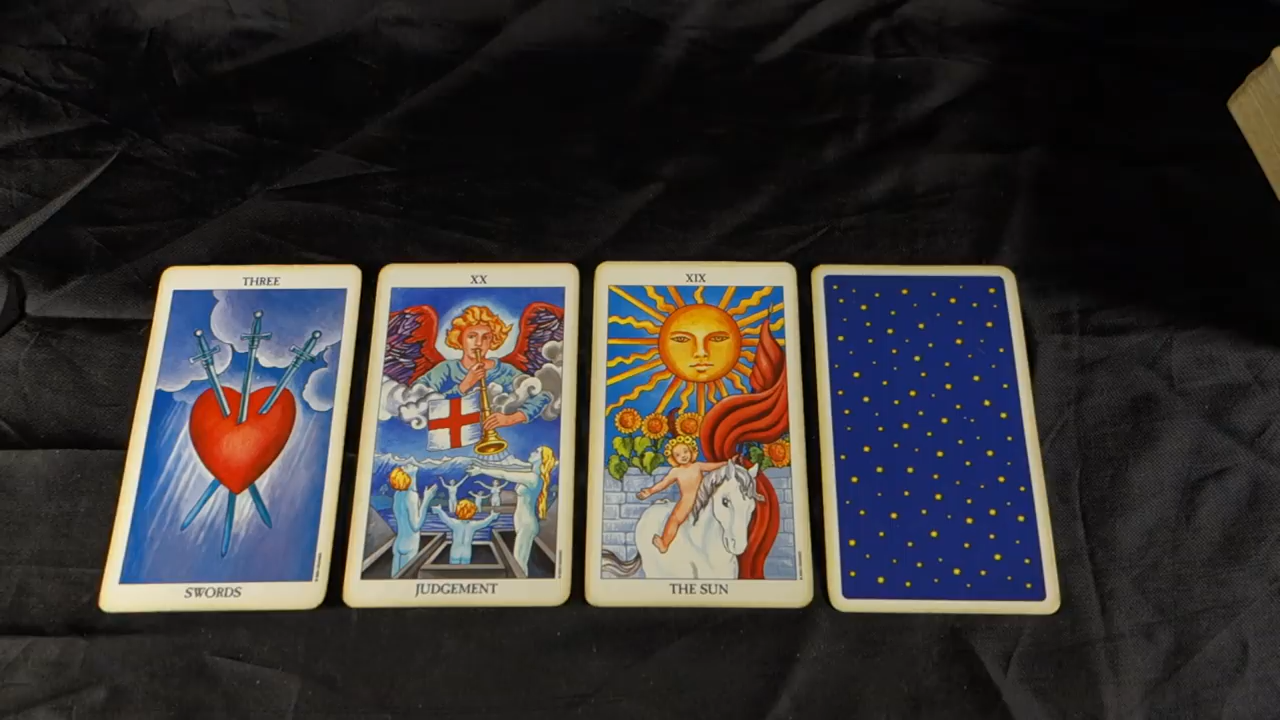 THREE
SWORDS
XX
JUDGEMENT
XIX
THE SUN